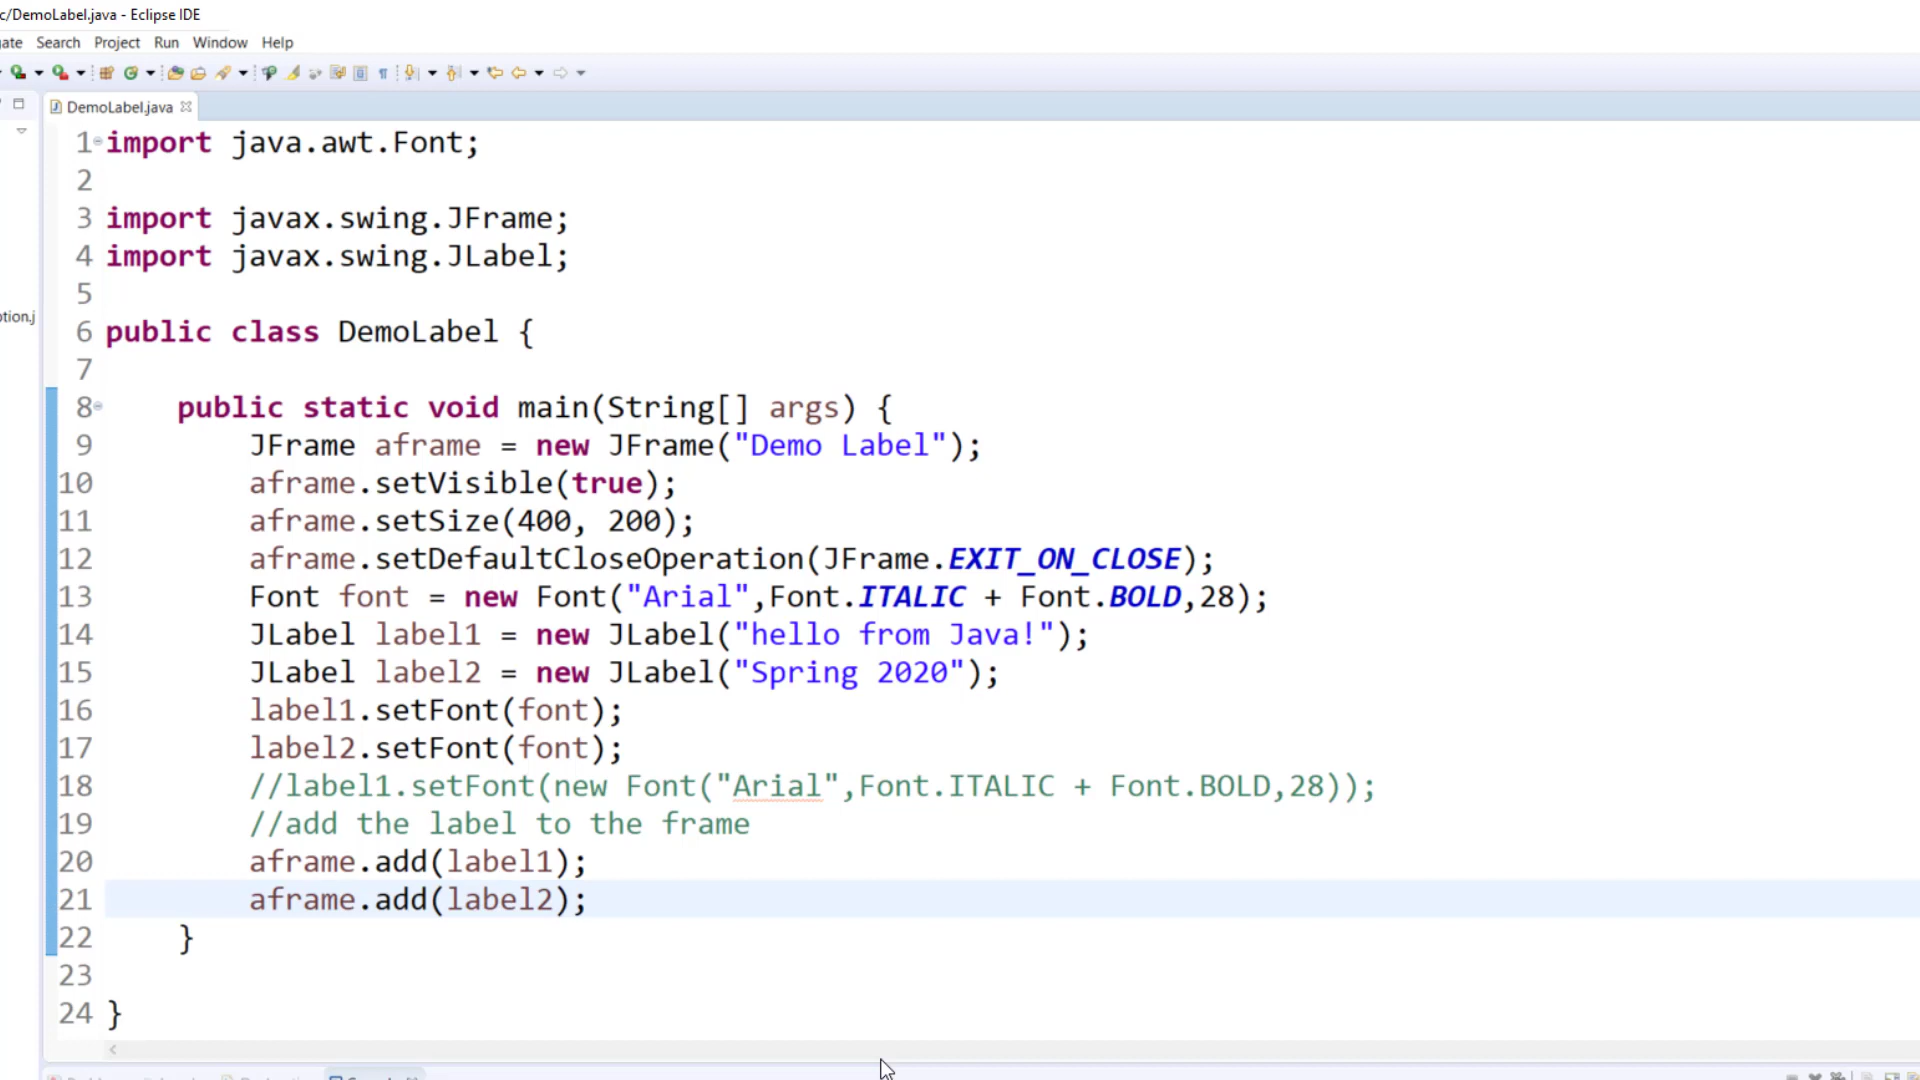 c/DemoLabel.java - Eclipse IDE
gate Search Project Run Window Help
DemoLabel.java
1 import java.awt.Font;
2
3 import javax.swing.JFrame;
4 import javax.swing.JLabel;
5
ption.j
6 public class DemoLabel {
7
8 public static void main(String[] args) {
9 JFrame aframe = new JFrame("Demo Label");
10 aframe.setVisible(true);
11 aframe.setSize(400, 200);
12 aframe.setDefaultCloseOperation(JFrame.EXIT_ON_CLOSE);
13 Font font = new Font("Arial",Font.ITALIC + Font.BOLD,28);
14 JLabel label1 = new JLabel("hello from Java!");
15 JLabel label2 = new JLabel("Spring 2020");
16 label1.setFont(font);
17 label2.setFont(font);
18 //label1.setFont(new Font("Arial",Font.ITALIC + Font.BOLD,28));
19 //add the label to the frame
20 aframe.add(label1);
21 aframe.add(label2);
22 }
23
24 }